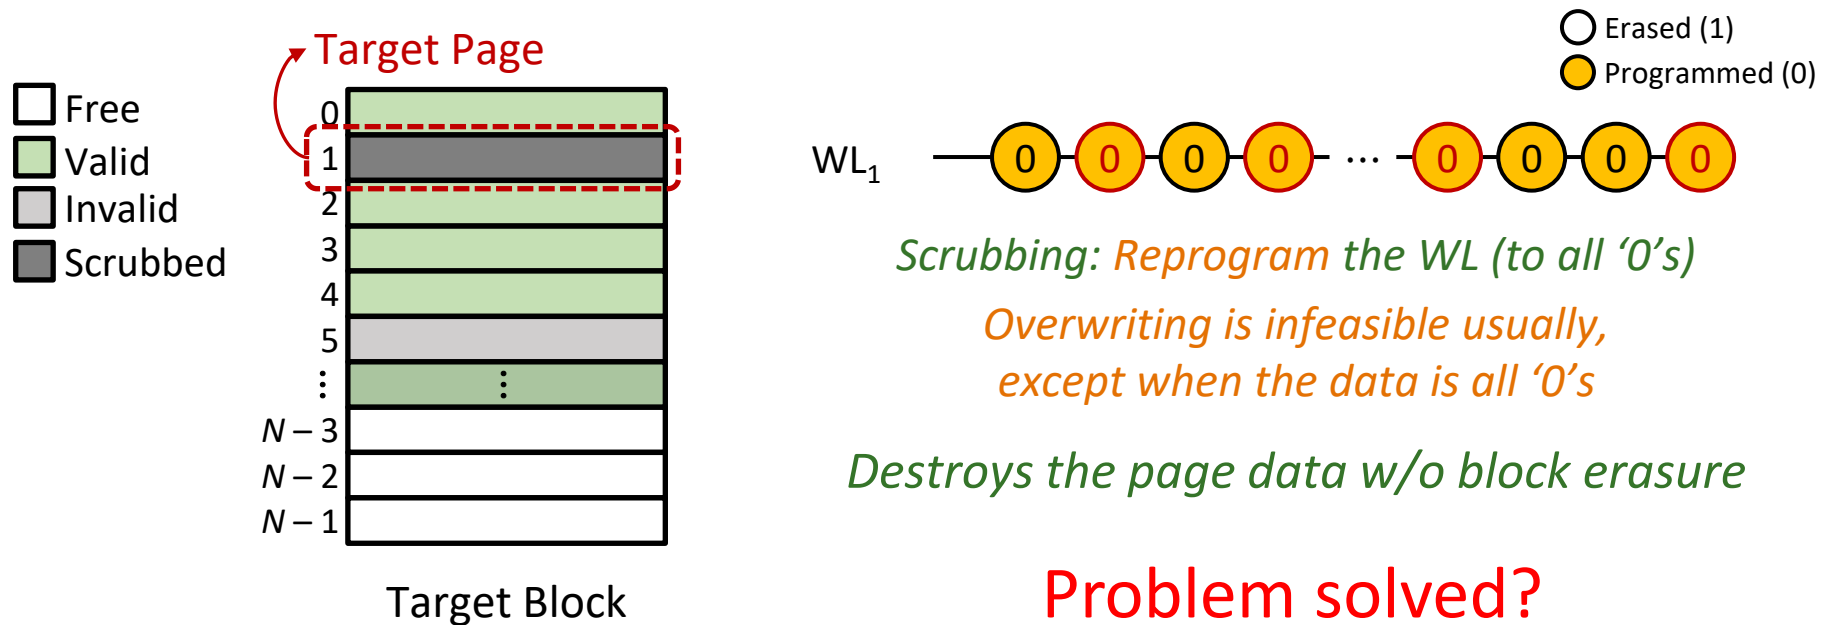 Target Page
Free
Valid
Invalid
Scrubbed
0
1
2
3
4
5
⋮ ⋮
N – 3
N – 2
N – 1
Target Block
Erased (1)
Programmed (0)
WL₁ 0 0 0 0 ... 0 0 0 0
Scrubbing: Reprogram the WL (to all ‘0’s)
Overwriting is infeasible usually,
except when the data is all ‘0’s
Destroys the page data w/o block erasure
Problem solved?